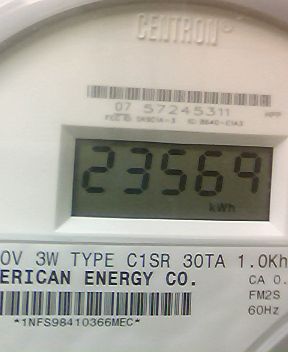 CENTRON®
07 57245311
23569
kWh
0V 3W TYPE C1SR 30TA 1.0Kh
ERICAN ENERGY CO.
CA 0.
FM2S
60Hz
*1NFS98410366MEC*